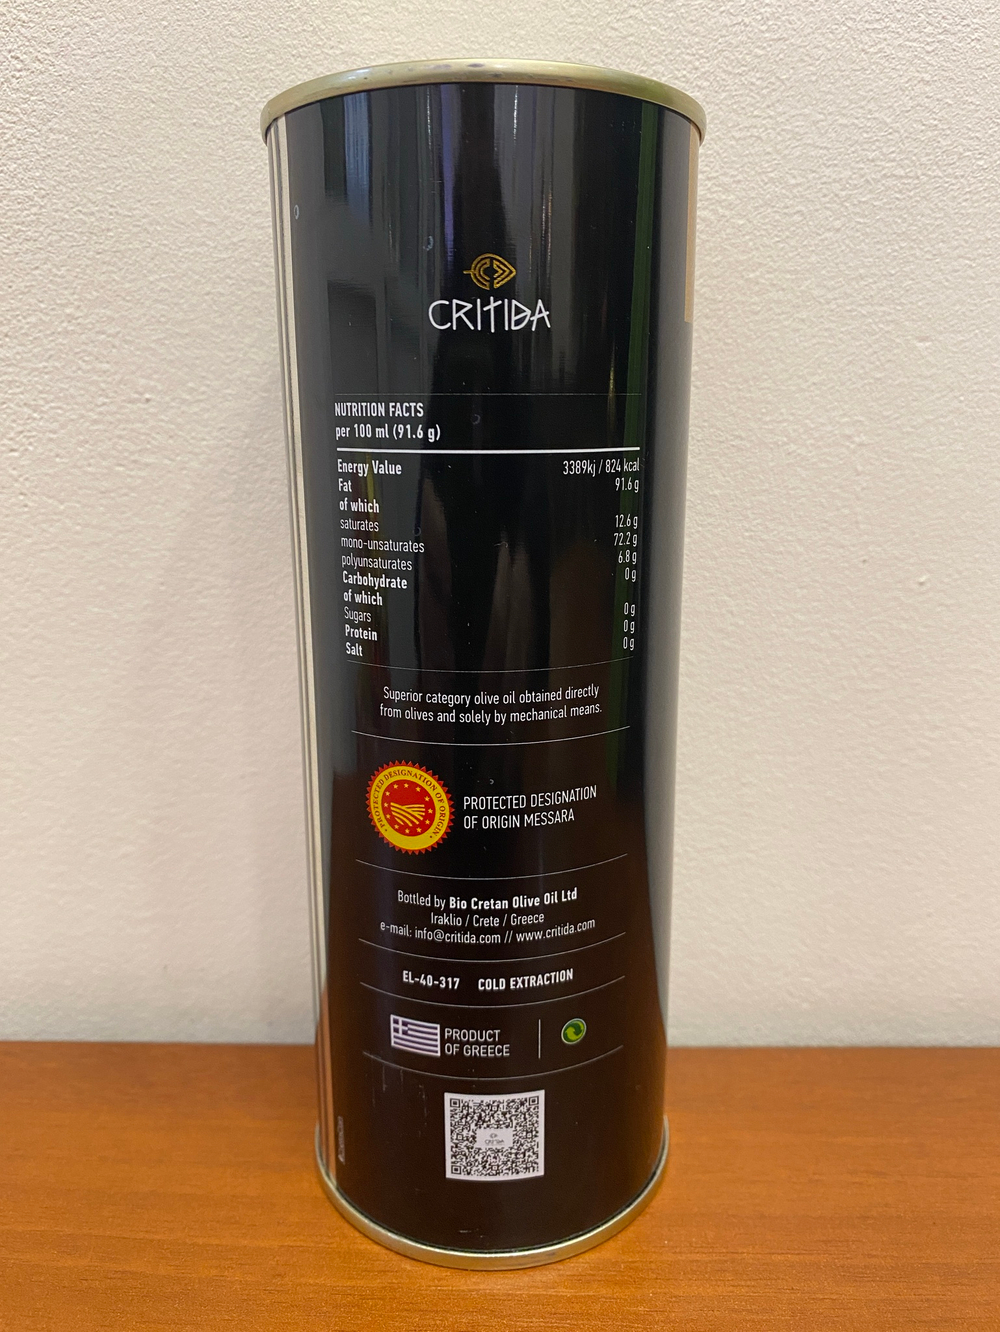 CRITIDA
NUTRITION FACTS
per 100 ml (91.6 g)
Energy Value 3389kj / 824 kcal
Fat 91.6 g
of which
saturates 12.6 g
mono-unsaturates 72.2 g
polyunsaturates 6.8 g
Carbohydrate 0 g
of which
Sugars 0 g
Protein 0 g
Salt 0 g
Superior category olive oil obtained directly
from olives and solely by mechanical means.
PROTECTED DESIGNATION OF ORIGIN
PROTECTED DESIGNATION
OF ORIGIN MESSARA
Bottled by Bio Cretan Olive Oil Ltd
Iraklio / Crete / Greece
e-mail: info@critida.com // www.critida.com
EL-40-317 COLD EXTRACTION
PRODUCT
OF GREECE
CRITIDA